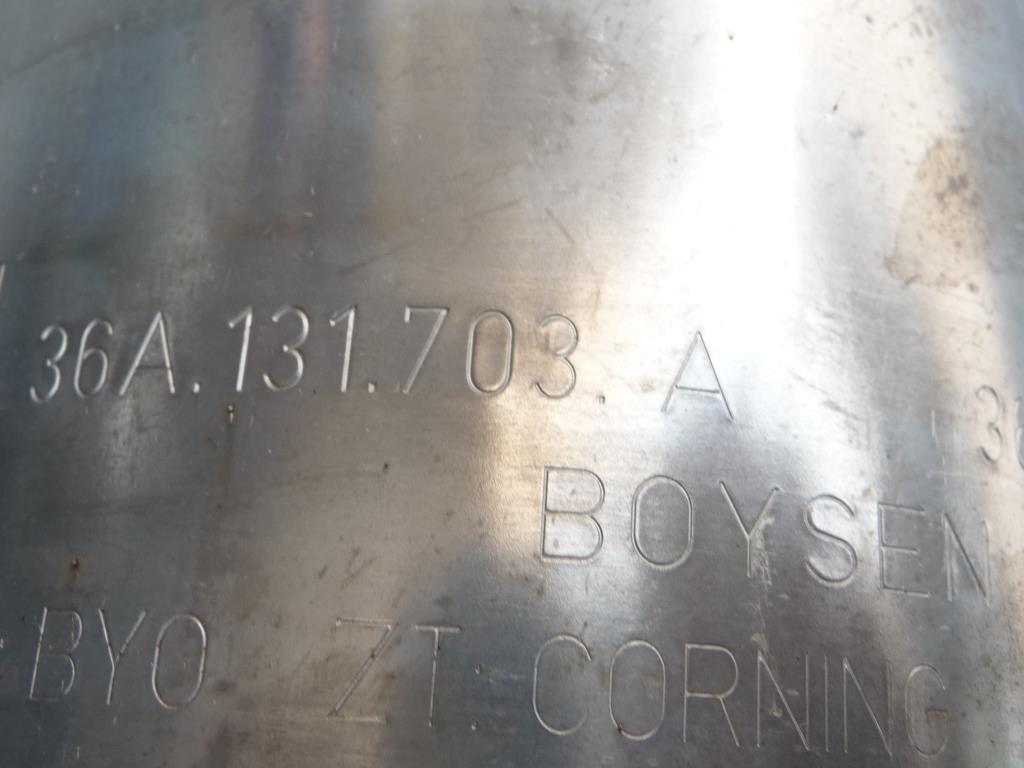 36A.131.703.A
BOYSEN
BYO ZT:CORNING